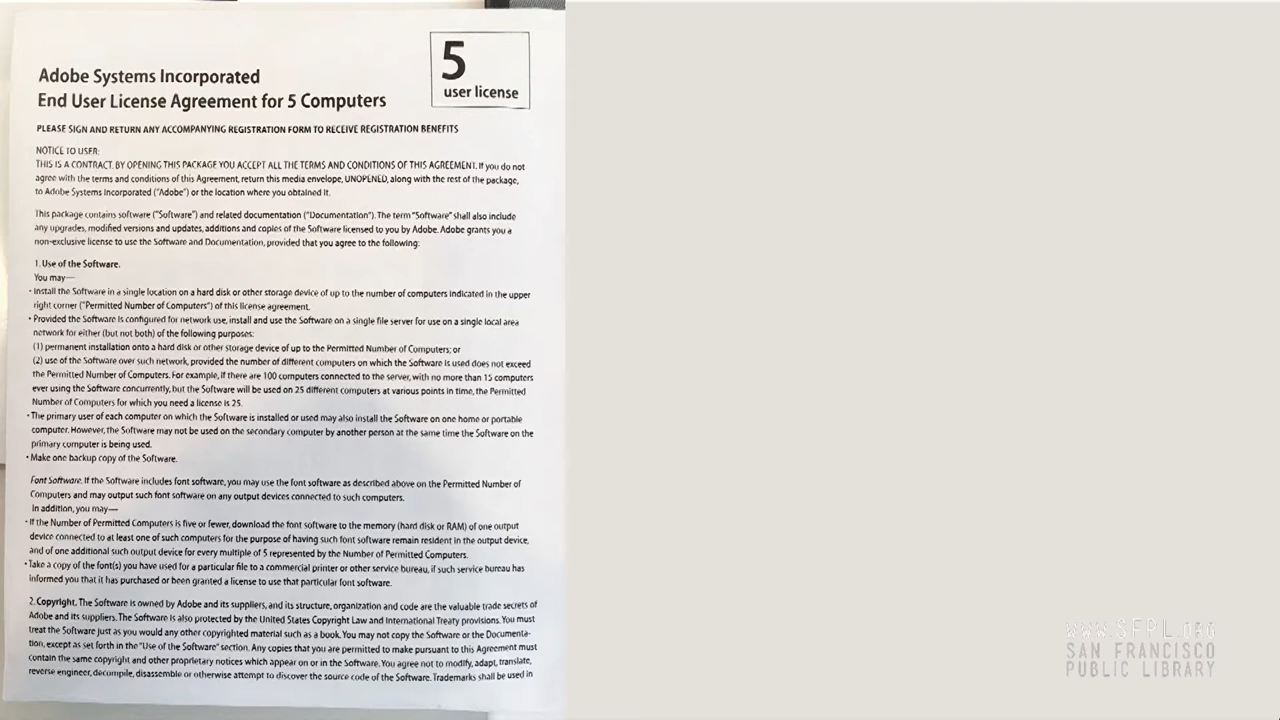 5
user license
Adobe Systems Incorporated
End User License Agreement for 5 Computers
PLEASE SIGN AND RETURN ANY ACCOMPANYING REGISTRATION FORM TO RECEIVE REGISTRATION BENEFITS
NOTICE TO USER:
THIS IS A CONTRACT. BY OPENING THIS PACKAGE YOU ACCEPT ALL THE TERMS AND CONDITIONS OF THIS AGREEMENT. If you do not
agree with the terms and conditions of this Agreement, return this media envelope, UNOPENED, along with the rest of the package,
to Adobe Systems Incorporated ("Adobe") or the location where you obtained it.
This package contains software ("Software") and related documentation ("Documentation"). The term "Software" shall also include
any upgrades, modified versions and updates, additions and copies of the Software licensed to you by Adobe. Adobe grants you a
non-exclusive license to use the Software and Documentation, provided that you agree to the following:
1. Use of the Software.
You may—
• Install the Software in a single location on a hard disk or other storage device of up to the number of computers indicated in the upper
right corner ("Permitted Number of Computers") of this license agreement.
• Provided the Software is configured for network use, install and use the Software on a single file server for use on a single local area
network for either (but not both) of the following purposes:
(1) permanent installation onto a hard disk or other storage device of up to the Permitted Number of Computers; or
(2) use of the Software over such network, provided the number of different computers on which the Software is used does not exceed
the Permitted Number of Computers. For example, if there are 100 computers connected to the server, with no more than 15 computers
ever using the Software concurrently, but the Software will be used on 25 different computers at various points in time, the Permitted
Number of Computers for which you need a license is 25.
• The primary user of each computer on which the Software is installed or used may also install the Software on one home or portable
computer. However, the Software may not be used on the secondary computer by another person at the same time the Software on the
primary computer is being used.
• Make one backup copy of the Software.
Font Software. If the Software includes font software, you may use the font software as described above on the Permitted Number of
Computers and may output such font software on any output devices connected to such computers.
In addition, you may—
• If the Number of Permitted Computers is five or fewer, download the font software to the memory (hard disk or RAM) of one output
device connected to at least one of such computers for the purpose of having such font software remain resident in the output device,
and of one additional such output device for every multiple of 5 represented by the Number of Permitted Computers.
• Take a copy of the font(s) you have used for a particular file to a commercial printer or other service bureau, if such service bureau has
informed you that it has purchased or been granted a license to use that particular font software.
2. Copyright. The Software is owned by Adobe and its suppliers, and its structure, organization and code are the valuable trade secrets of
Adobe and its suppliers. The Software is also protected by the United States Copyright Law and International Treaty provisions. You must
treat the Software just as you would any other copyrighted material such as a book. You may not copy the Software or the Documenta-
tion, except as set forth in the "Use of the Software" section. Any copies that you are permitted to make pursuant to this Agreement must
contain the same copyright and other proprietary notices which appear on or in the Software. You agree not to modify, adapt, translate,
reverse engineer, decompile, disassemble or otherwise attempt to discover the source code of the Software. Trademarks shall be used in
WWW.SFPL.ORG
SAN FRANCISCO
PUBLIC LIBRARY